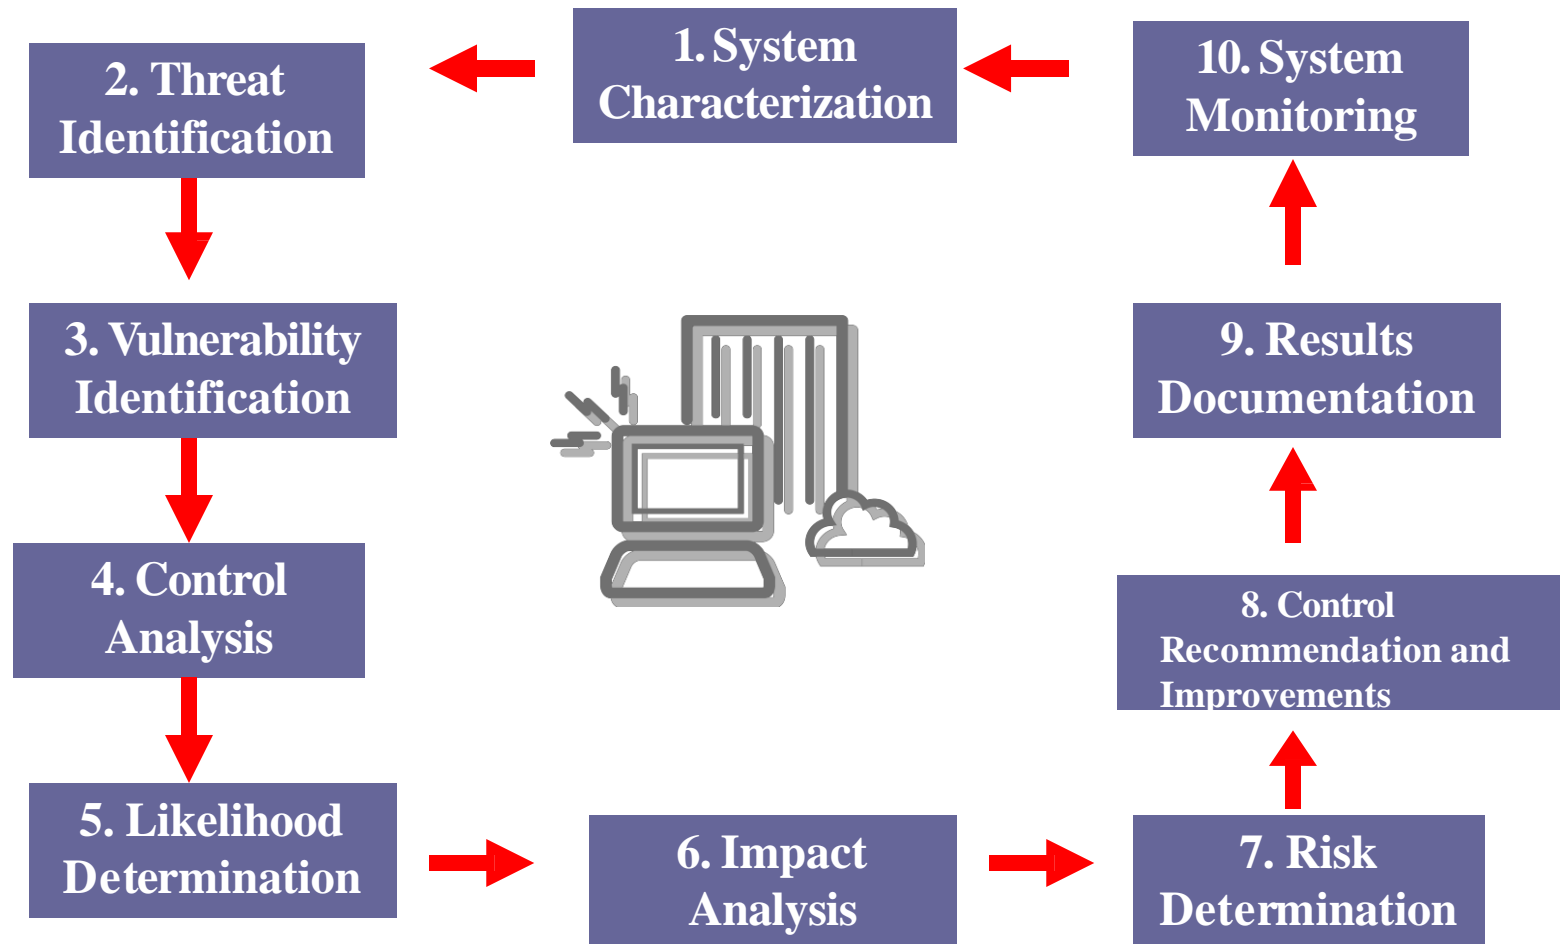 1. System
Characterization
2. Threat
Identification
3. Vulnerability
Identification
4. Control
Analysis
5. Likelihood
Determination
6. Impact
Analysis
7. Risk
Determination
8. Control
Recommendation and
Improvements
9. Results
Documentation
10. System
Monitoring